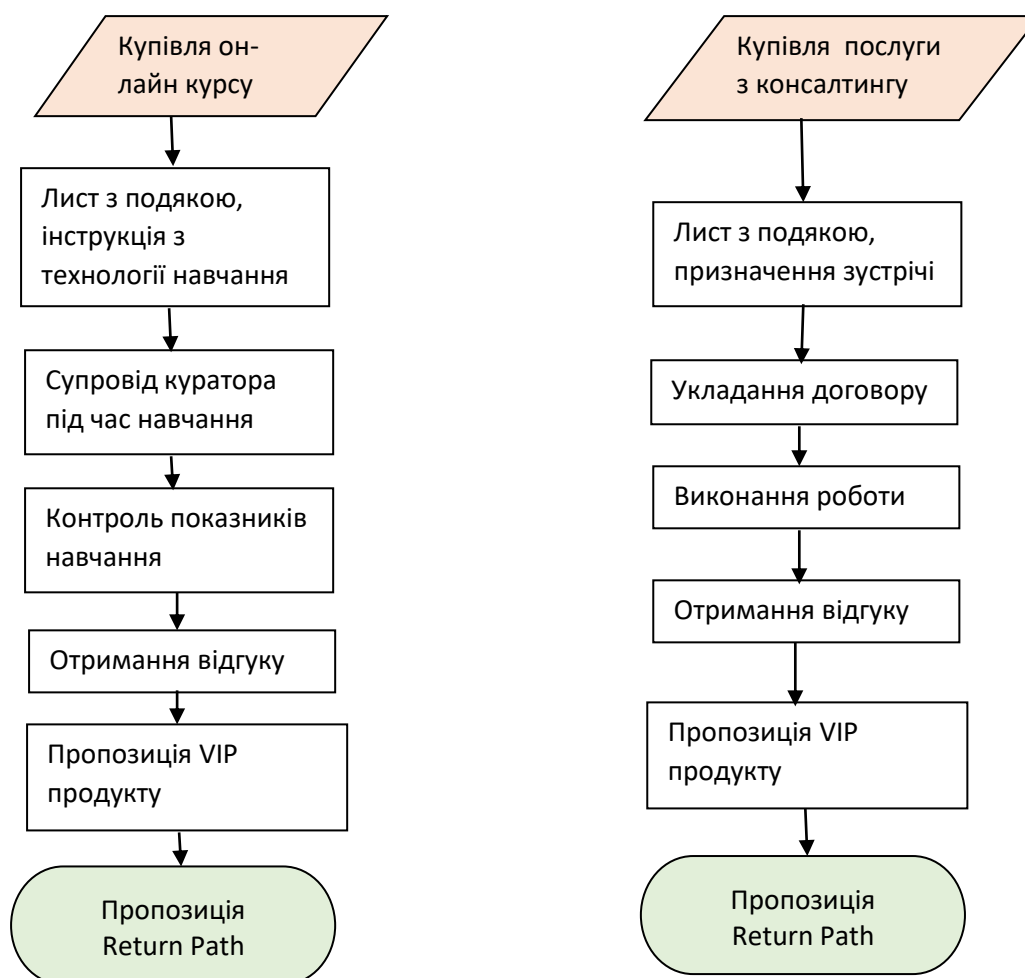 Купівля он-
лайн курсу
Лист з подякою,
інструкція з
технології навчання
Супровід куратора
під час навчання
Контроль показників
навчання
Отримання відгуку
Пропозиція VIP
продукту
Пропозиція
Return Path
Купівля послуги
з консалтингу
Лист з подякою,
призначення зустрічі
Укладання договору
Виконання роботи
Отримання відгуку
Пропозиція VIP
продукту
Пропозиція
Return Path